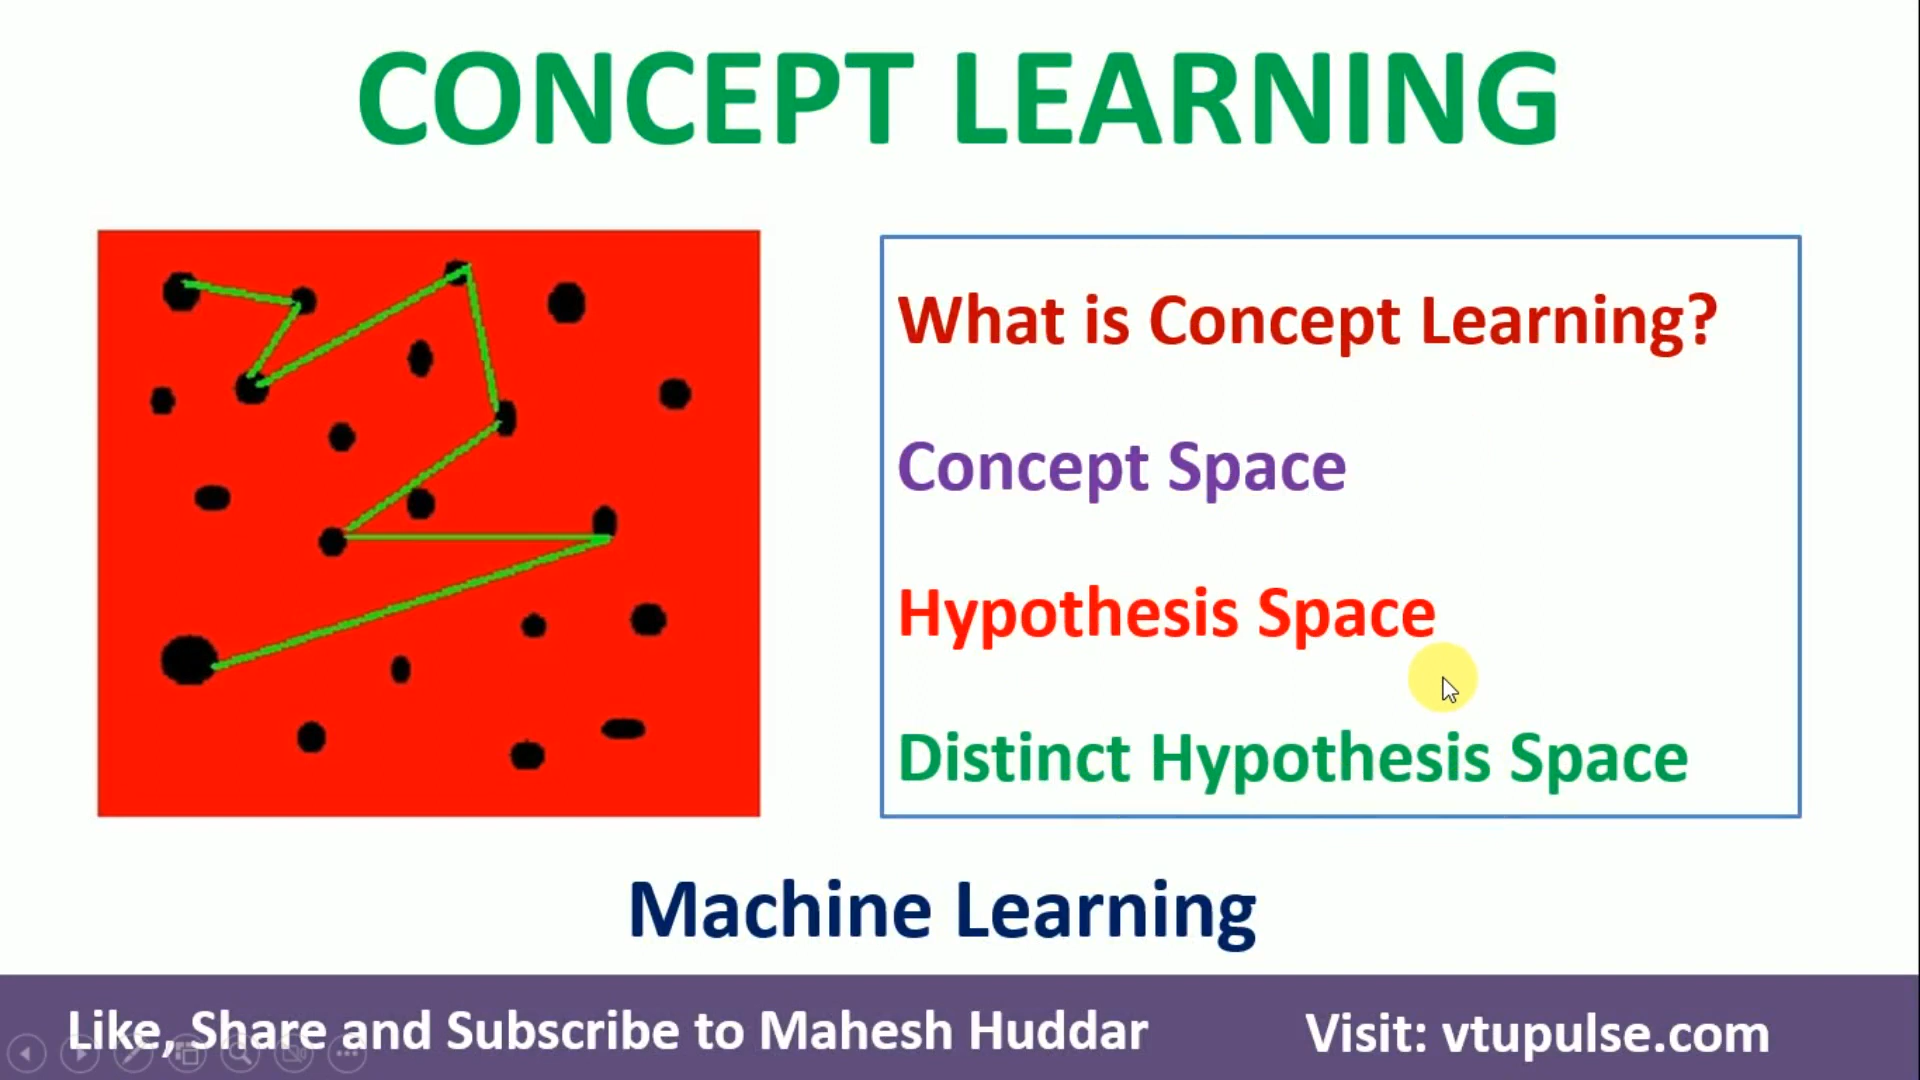 CONCEPT LEARNING
What is Concept Learning?
Concept Space
Hypothesis Space
Distinct Hypothesis Space
Machine Learning
Like, Share and Subscribe to Mahesh Huddar
Visit: vtupulse.com